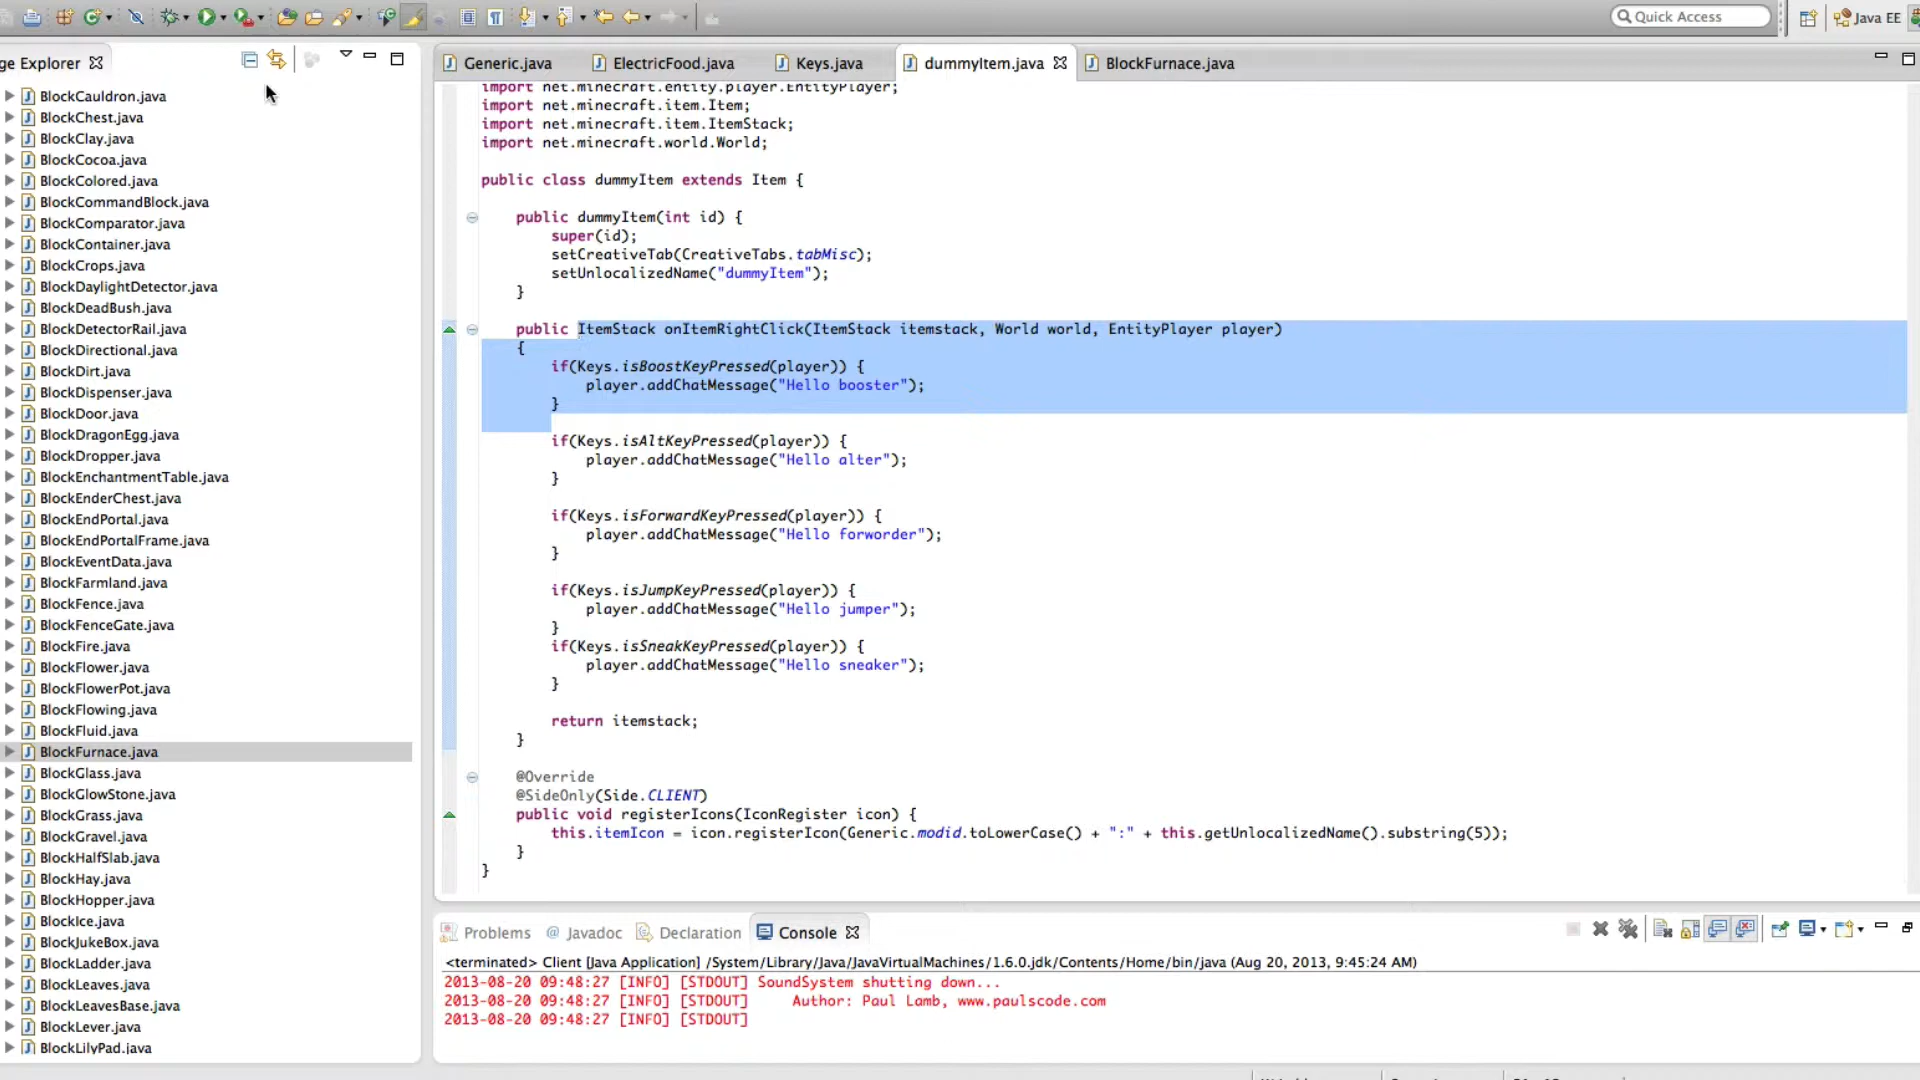 Quick Access
Java EE
ge Explorer
BlockCauldron.java
BlockChest.java
BlockClay.java
BlockCocoa.java
BlockColored.java
BlockCommandBlock.java
BlockComparator.java
BlockContainer.java
BlockCrops.java
BlockDaylightDetector.java
BlockDeadBush.java
BlockDetectorRail.java
BlockDirectional.java
BlockDirt.java
BlockDispenser.java
BlockDoor.java
BlockDragonEgg.java
BlockDropper.java
BlockEnchantmentTable.java
BlockEnderChest.java
BlockEndPortal.java
BlockEndPortalFrame.java
BlockEventData.java
BlockFarmland.java
BlockFence.java
BlockFenceGate.java
BlockFire.java
BlockFlower.java
BlockFlowerPot.java
BlockFlowing.java
BlockFluid.java
BlockFurnace.java
BlockGlass.java
BlockGlowStone.java
BlockGrass.java
BlockGravel.java
BlockHalfSlab.java
BlockHay.java
BlockHopper.java
BlockIce.java
BlockJukeBox.java
BlockLadder.java
BlockLeaves.java
BlockLeavesBase.java
BlockLever.java
BlockLilyPad.java
Generic.java ElectricFood.java Keys.java dummyItem.java BlockFurnace.java
import net.minecraft.entity.player.EntityPlayer;
import net.minecraft.item.Item;
import net.minecraft.item.ItemStack;
import net.minecraft.world.World;
public class dummyItem extends Item {
public dummyItem(int id) {
super(id);
setCreativeTab(CreativeTabs.tabMisc);
setUnlocalizedName("dummyItem");
}
public ItemStack onItemRightClick(ItemStack itemstack, World world, EntityPlayer player)
{
if(Keys.isBoostKeyPressed(player)) {
player.addChatMessage("Hello booster");
}
if(Keys.isAltKeyPressed(player)) {
player.addChatMessage("Hello alter");
}
if(Keys.isForwardKeyPressed(player)) {
player.addChatMessage("Hello forworder");
}
if(Keys.isJumpKeyPressed(player)) {
player.addChatMessage("Hello jumper");
}
if(Keys.isSneakKeyPressed(player)) {
player.addChatMessage("Hello sneaker");
}
return itemstack;
}
@Override
@SideOnly(Side.CLIENT)
public void registerIcons(IconRegister icon) {
this.itemIcon = icon.registerIcon(Generic.modid.toLowerCase() + ":" + this.getUnlocalizedName().substring(5));
}
}
Problems @ Javadoc Declaration Console
<terminated> Client [Java Application] /System/Library/Java/JavaVirtualMachines/1.6.0.jdk/Contents/Home/bin/java (Aug 20, 2013, 9:45:24 AM)
2013-08-20 09:48:27 [INFO] [STDOUT] SoundSystem shutting down...
2013-08-20 09:48:27 [INFO] [STDOUT] Author: Paul Lamb, www.paulscode.com
2013-08-20 09:48:27 [INFO] [STDOUT]